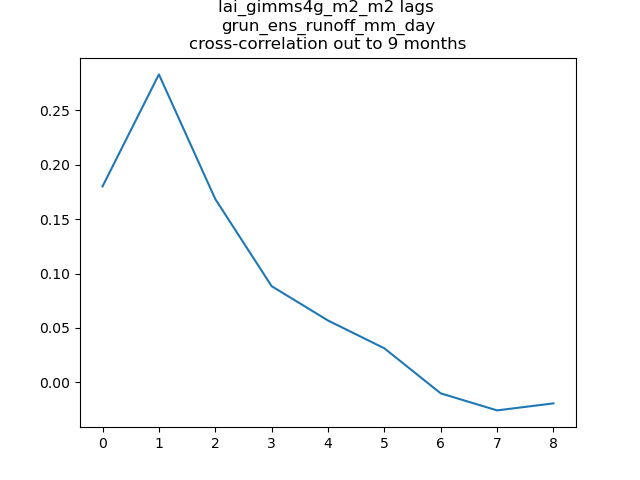 lai_gimms4g_m2_m2 lags
grun_ens_runoff_mm_day
cross-correlation out to 9 months
0.25
0.20
0.15
0.10
0.05
0.00
0 1 2 3 4 5 6 7 8